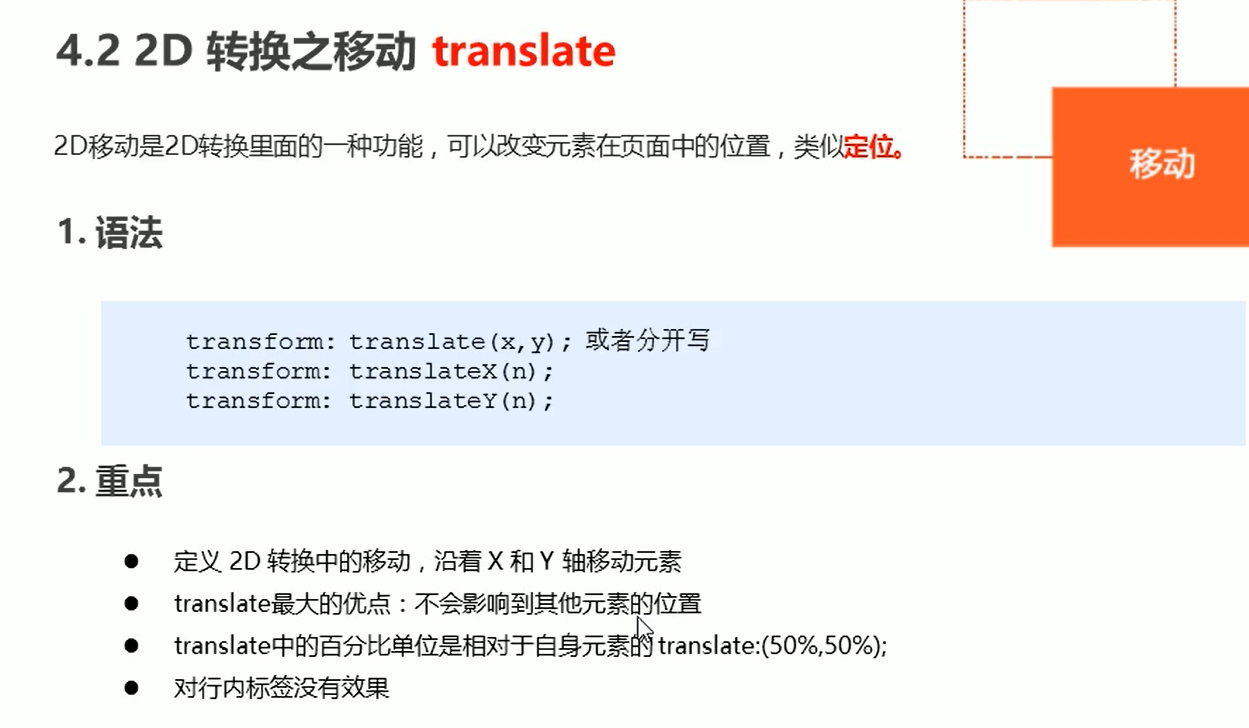 4.2 2D 转换之移动 translate
2D移动是2D转换里面的一种功能，可以改变元素在页面中的位置，类似定位。
移动
1. 语法
transform: translate(x,y); 或者分开写
transform: translateX(n);
transform: translateY(n);
2. 重点
● 定义 2D 转换中的移动，沿着 X 和 Y 轴移动元素
● translate最大的优点：不会影响到其他元素的位置
● translate中的百分比单位是相对于自身元素的 translate:(50%,50%);
● 对行内标签没有效果